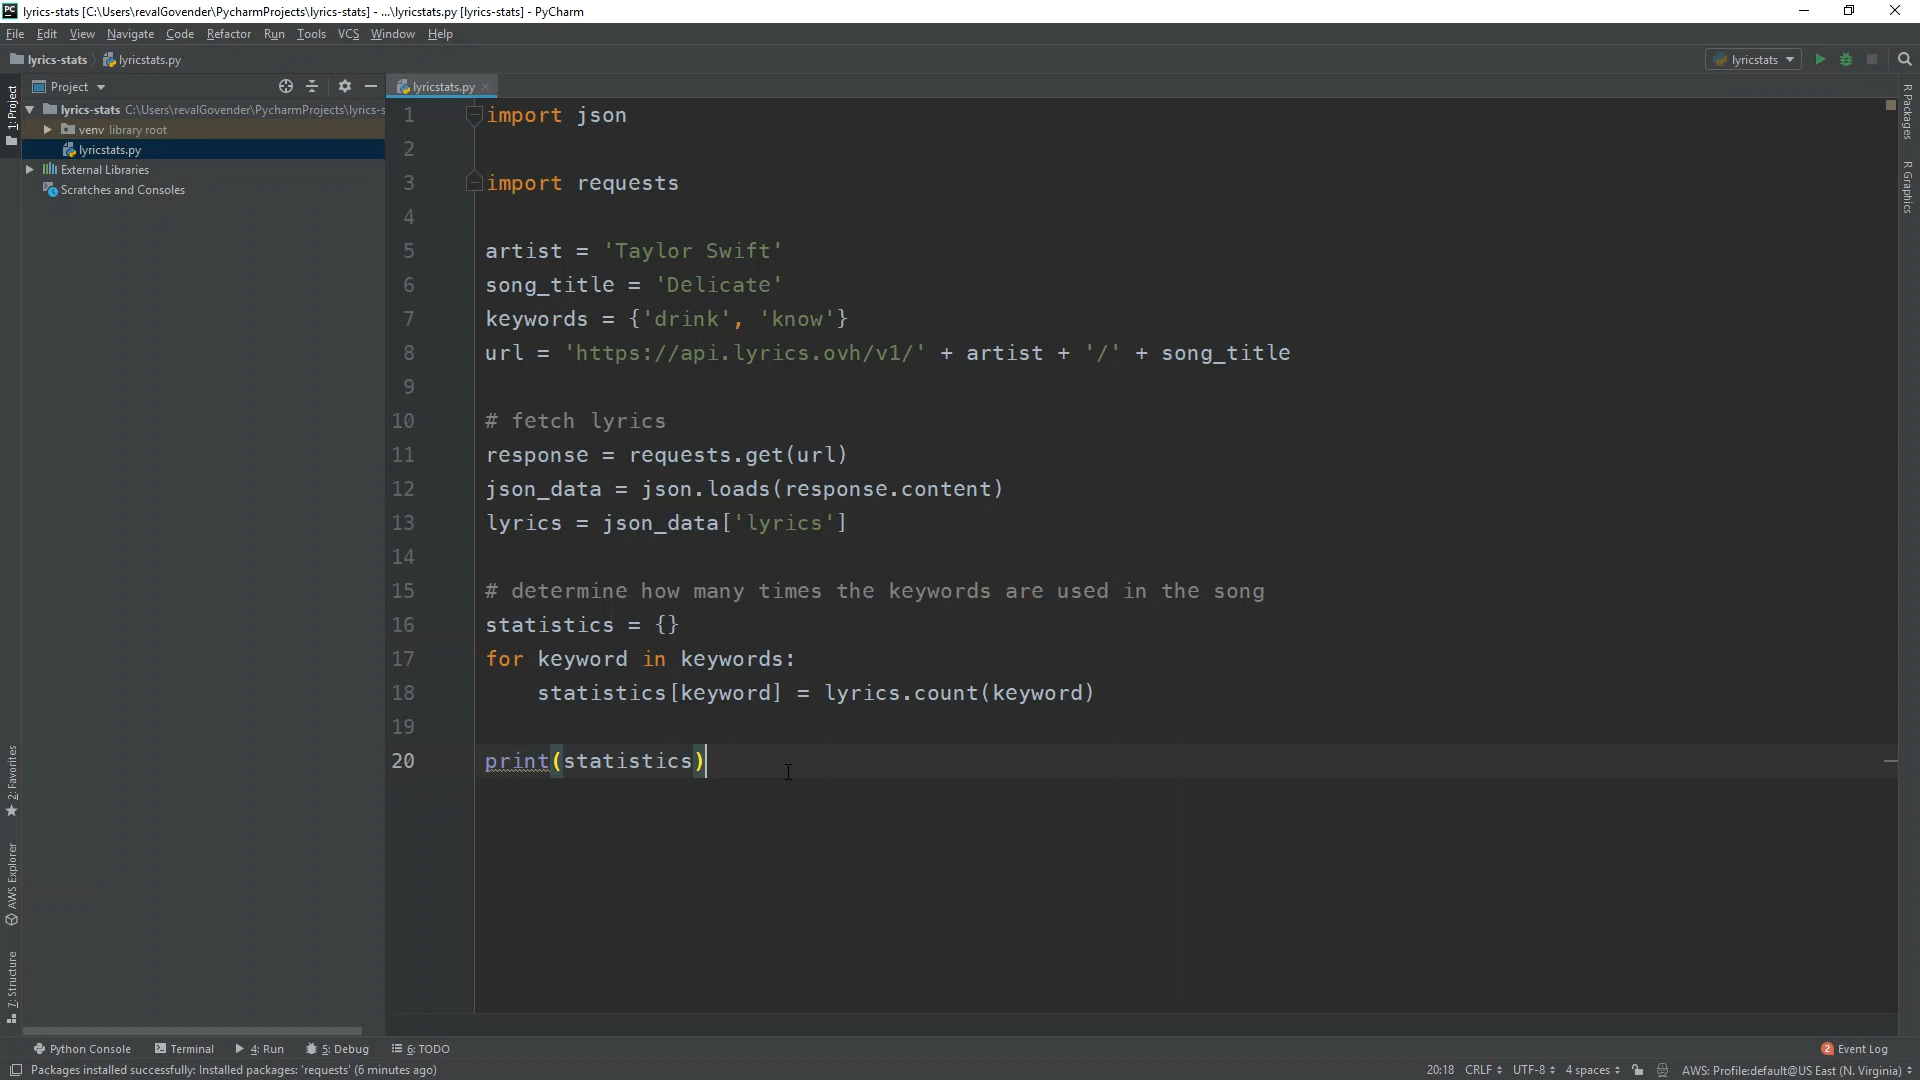 lyrics-stats [C:\Users\revalGovender\PycharmProjects\lyrics-stats] - ...\lyricstats.py [lyrics-stats] - PyCharm
File Edit View Navigate Code Refactor Run Tools VCS Window Help
lyrics-stats lyricstats.py lyricstats
Project
lyricstats.py
1: Project
lyrics-stats C:\Users\revalGovender\PycharmProjects\lyrics-s
venv library root
lyricstats.py
External Libraries
Scratches and Consoles
2: Favorites
AWS Explorer
7: Structure
1 import json
2
3 import requests
4
5 artist = 'Taylor Swift'
6 song_title = 'Delicate'
7 keywords = {'drink', 'know'}
8 url = 'https://api.lyrics.ovh/v1/' + artist + '/' + song_title
9
10 # fetch lyrics
11 response = requests.get(url)
12 json_data = json.loads(response.content)
13 lyrics = json_data['lyrics']
14
15 # determine how many times the keywords are used in the song
16 statistics = {}
17 for keyword in keywords:
18     statistics[keyword] = lyrics.count(keyword)
19
20 print(statistics)
R Packages
R Graphics
Python Console Terminal 4: Run 5: Debug 6: TODO 2 Event Log
Packages installed successfully: Installed packages: 'requests' (6 minutes ago) 20:18 CRLF UTF-8 4 spaces AWS: Profile:default@US East (N. Virginia)